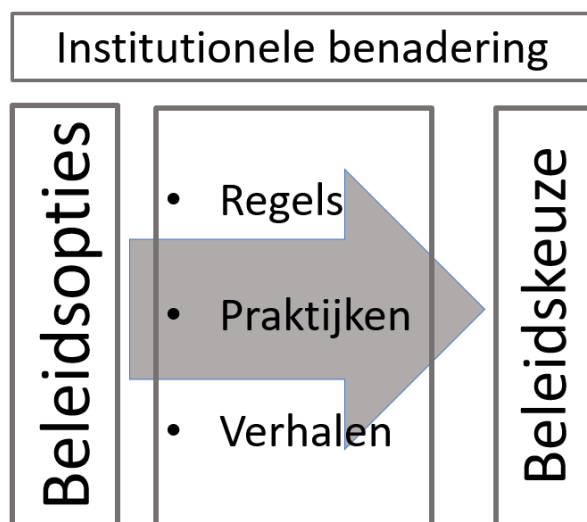 Institutionele benadering
Beleidsopties
• Regels
• Praktijken
• Verhalen
Beleidskeuze